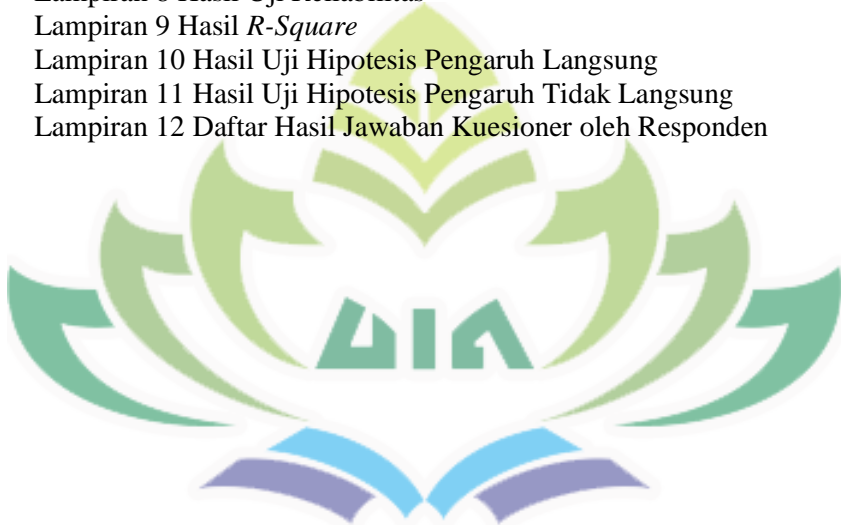 Lampiran 9 Hasil R-Square
Lampiran 10 Hasil Uji Hipotesis Pengaruh Langsung
Lampiran 11 Hasil Uji Hipotesis Pengaruh Tidak Langsung
Lampiran 12 Daftar Hasil Jawaban Kuesioner oleh Responden
UIN